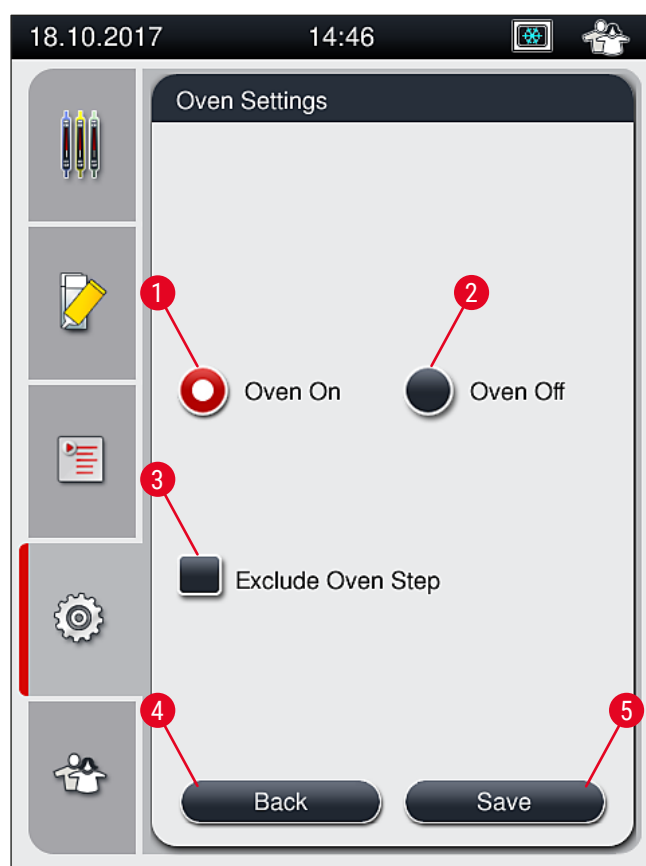 18.10.2017 14:46
Oven Settings
1 2
Oven On Oven Off
3
Exclude Oven Step
4 5
Back Save